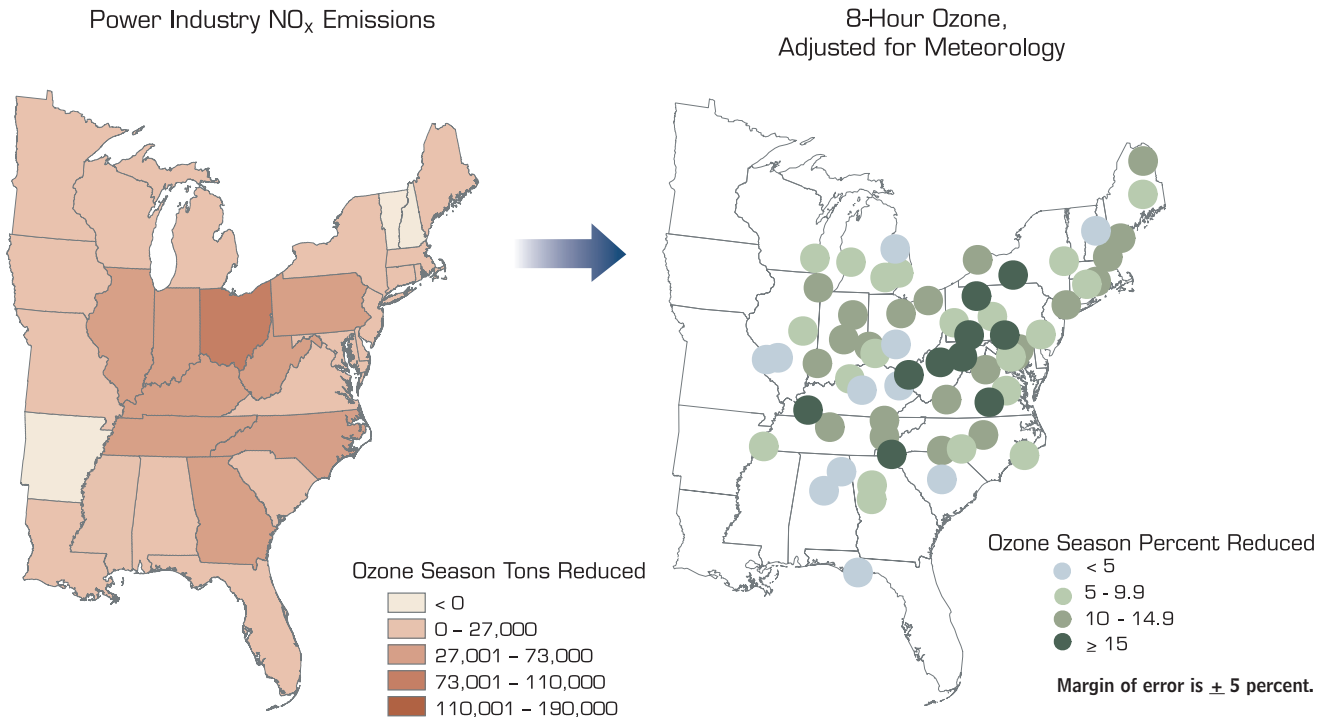 Power Industry NOx Emissions
8-Hour Ozone,
Adjusted for Meteorology
Ozone Season Tons Reduced
< 0
0 – 27,000
27,001 – 73,000
73,001 – 110,000
110,001 – 190,000
Ozone Season Percent Reduced
< 5
5 - 9.9
10 - 14.9
≥ 15
Margin of error is ± 5 percent.